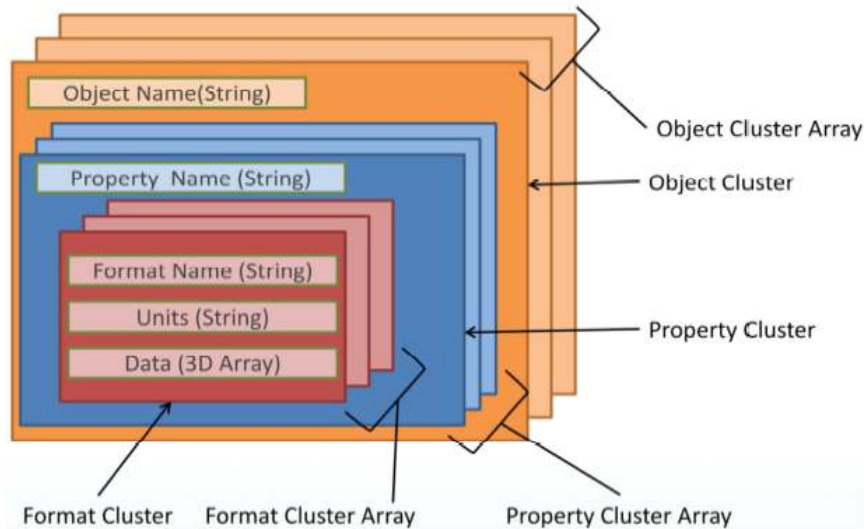 Object Name(String)
Object Cluster Array
Property Name (String)
Object Cluster
Format Name (String)
Units (String)
Property Cluster
Data (3D Array)
Format Cluster
Format Cluster Array
Property Cluster Array